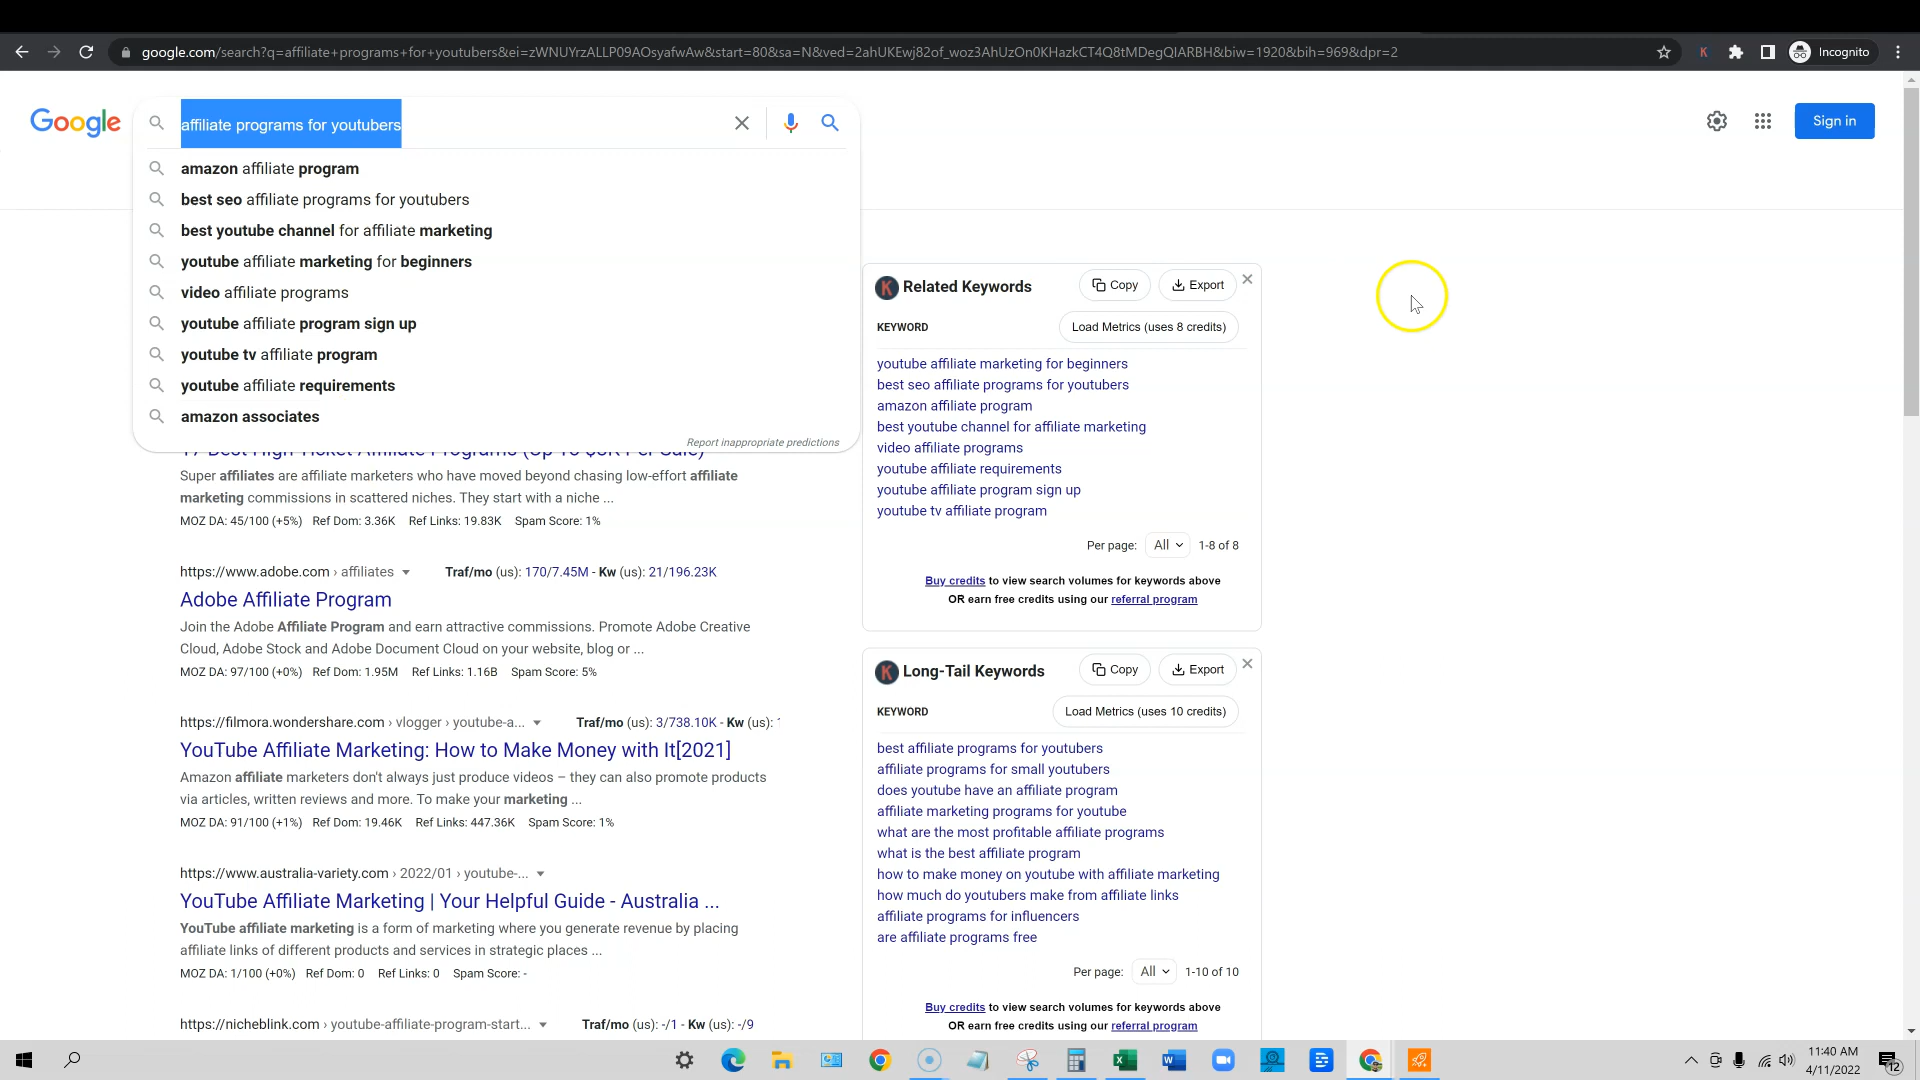 google.com/search?q=affiliate+programs+for+youtubers&ei=zWNUYrzALLP09AOsyafwAw&start=80&sa=N&ved=2ahUKEwj82of_woz3AhUzOn0KHazkCT4Q8tMDegQIARBH&biw=1920&bih=969&dpr=2
Incognito
Google
affiliate programs for youtubers
Sign in
amazon affiliate program
best seo affiliate programs for youtubers
best youtube channel for affiliate marketing
youtube affiliate marketing for beginners
video affiliate programs
youtube affiliate program sign up
youtube tv affiliate program
youtube affiliate requirements
amazon associates
Report inappropriate predictions
17 Best High Ticket Affiliate Programs (Up To $5K Per Sale)
Super affiliates are affiliate marketers who have moved beyond chasing low-effort affiliate
marketing commissions in scattered niches. They start with a niche ...
MOZ DA: 45/100 (+5%) Ref Dom: 3.36K Ref Links: 19.83K Spam Score: 1%
https://www.adobe.com › affiliates Traf/mo (us): 170/7.45M - Kw (us): 21/196.23K
Adobe Affiliate Program
Join the Adobe Affiliate Program and earn attractive commissions. Promote Adobe Creative
Cloud, Adobe Stock and Adobe Document Cloud on your website, blog or ...
MOZ DA: 97/100 (+0%) Ref Dom: 1.95M Ref Links: 1.16B Spam Score: 5%
https://filmora.wondershare.com › vlogger › youtube-a... Traf/mo (us): 3/738.10K - Kw (us):
YouTube Affiliate Marketing: How to Make Money with It[2021]
Amazon affiliate marketers don't always just produce videos – they can also promote products
via articles, written reviews and more. To make your marketing ...
MOZ DA: 91/100 (+1%) Ref Dom: 19.46K Ref Links: 447.36K Spam Score: 1%
https://www.australia-variety.com › 2022/01 › youtube-...
YouTube Affiliate Marketing | Your Helpful Guide - Australia ...
YouTube affiliate marketing is a form of marketing where you generate revenue by placing
affiliate links of different products and services in strategic places ...
MOZ DA: 1/100 (+0%) Ref Dom: 0 Ref Links: 0 Spam Score: -
https://nicheblink.com › youtube-affiliate-program-start... Traf/mo (us): -/1 - Kw (us): -/9
K Related Keywords Copy Export
KEYWORD Load Metrics (uses 8 credits)
youtube affiliate marketing for beginners
best seo affiliate programs for youtubers
amazon affiliate program
best youtube channel for affiliate marketing
video affiliate programs
youtube affiliate requirements
youtube affiliate program sign up
youtube tv affiliate program
Per page: All 1-8 of 8
Buy credits to view search volumes for keywords above
OR earn free credits using our referral program
K Long-Tail Keywords Copy Export
KEYWORD Load Metrics (uses 10 credits)
best affiliate programs for youtubers
affiliate programs for small youtubers
does youtube have an affiliate program
affiliate marketing programs for youtube
what are the most profitable affiliate programs
what is the best affiliate program
how to make money on youtube with affiliate marketing
how much do youtubers make from affiliate links
affiliate programs for influencers
are affiliate programs free
Per page: All 1-10 of 10
Buy credits to view search volumes for keywords above
OR earn free credits using our referral program
11:40 AM
4/11/2022
12